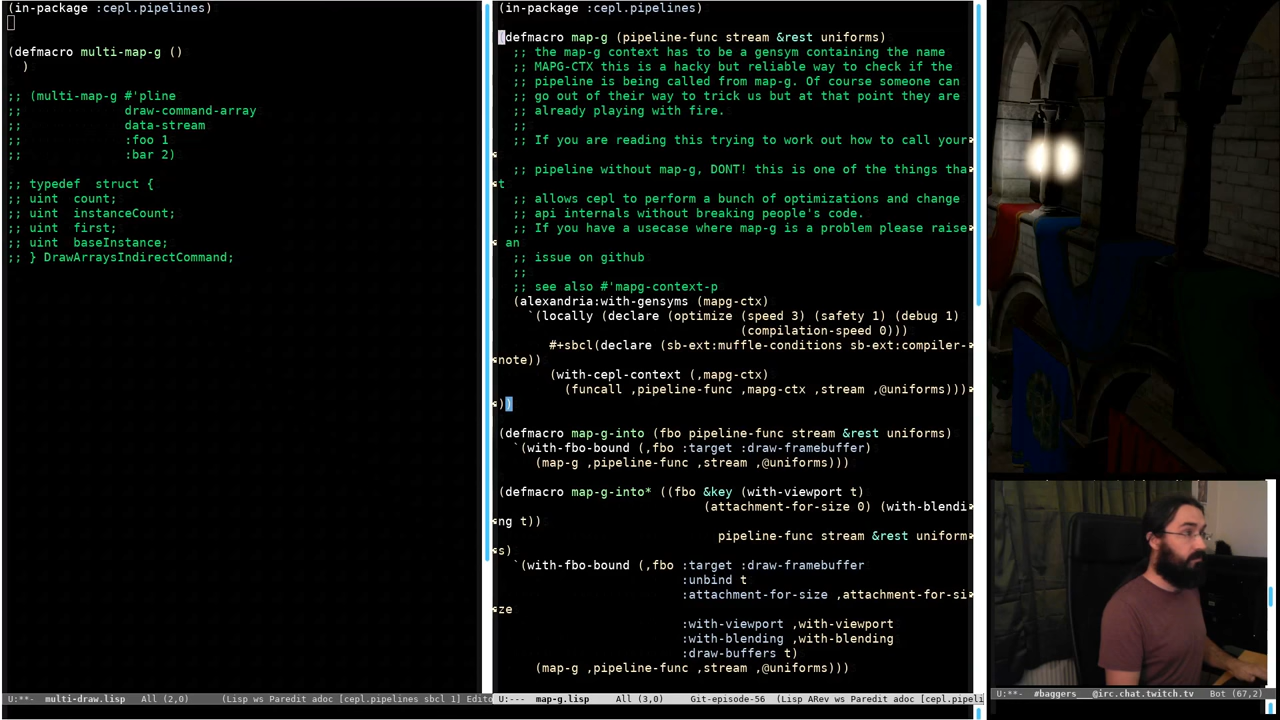 (in-package :cepl.pipelines)
(defmacro multi-map-g ()
)
;; (multi-map-g #'pline
;;              draw-command-array
;;              data-stream
;;              :foo 1
;;              :bar 2)
;; typedef  struct {
;; uint  count;
;; uint  instanceCount;
;; uint  first;
;; uint  baseInstance;
;; } DrawArraysIndirectCommand;
U:**-  multi-draw.lisp    All (2,0)     (Lisp ws Paredit adoc [cepl.pipelines sbcl 1] Edito
(in-package :cepl.pipelines)
(defmacro map-g (pipeline-func stream &rest uniforms)
;; the map-g context has to be a gensym containing the name
;; MAPG-CTX this is a hacky but reliable way to check if the
;; pipeline is being called from map-g. Of course someone can
;; go out of their way to trick us but at that point they are
;; already playing with fire.
;;
;; If you are reading this trying to work out how to call your
;; pipeline without map-g, DONT! this is one of the things tha
t
;; allows cepl to perform a bunch of optimizations and change
;; api internals without breaking people's code.
;; If you have a usecase where map-g is a problem please raise
an
;; issue on github
;;
;; see also #'mapg-context-p
(alexandria:with-gensyms (mapg-ctx)
`(locally (declare (optimize (speed 3) (safety 1) (debug 1)
(compilation-speed 0)))
#+sbcl(declare (sb-ext:muffle-conditions sb-ext:compiler-
note))
(with-cepl-context (,mapg-ctx)
(funcall ,pipeline-func ,mapg-ctx ,stream ,@uniforms)))
))
(defmacro map-g-into (fbo pipeline-func stream &rest uniforms)
`(with-fbo-bound (,fbo :target :draw-framebuffer)
(map-g ,pipeline-func ,stream ,@uniforms)))
(defmacro map-g-into* ((fbo &key (with-viewport t)
(attachment-for-size 0) (with-blendi
ng t))
pipeline-func stream &rest uniform
s)
`(with-fbo-bound (,fbo :target :draw-framebuffer
:unbind t
:attachment-for-size ,attachment-for-si
ze
:with-viewport ,with-viewport
:with-blending ,with-blending
:draw-buffers t)
(map-g ,pipeline-func ,stream ,@uniforms)))
U:---  map-g.lisp     All (3,0)     Git-episode-56  (Lisp ARev ws Paredit adoc [cepl.pipeli
U:**-  #baggers___@irc.chat.twitch.tv   Bot (67,2)